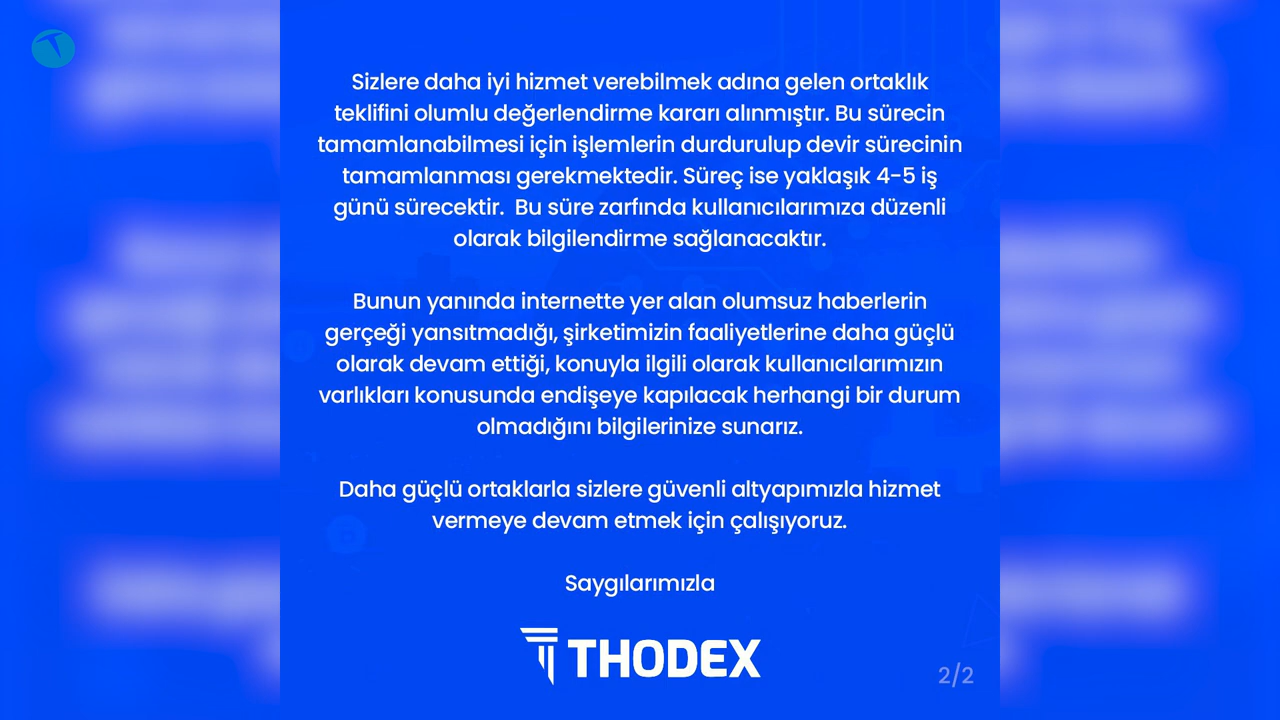 Sizlere daha iyi hizmet verebilmek adına gelen ortaklık
teklifini olumlu değerlendirme kararı alınmıştır. Bu sürecin
tamamlanabilmesi için işlemlerin durdurulup devir sürecinin
tamamlanması gerekmektedir. Süreç ise yaklaşık 4-5 iş
günü sürecektir.  Bu süre zarfında kullanıcılarımıza düzenli
olarak bilgilendirme sağlanacaktır.
Bunun yanında internette yer alan olumsuz haberlerin
gerçeği yansıtmadığı, şirketimizin faaliyetlerine daha güçlü
olarak devam ettiği, konuyla ilgili olarak kullanıcılarımızın
varlıkları konusunda endişeye kapılacak herhangi bir durum
olmadığını bilgilerinize sunarız.
Daha güçlü ortaklarla sizlere güvenli altyapımızla hizmet
vermeye devam etmek için çalışıyoruz.
Saygılarımızla
THODEX
2/2